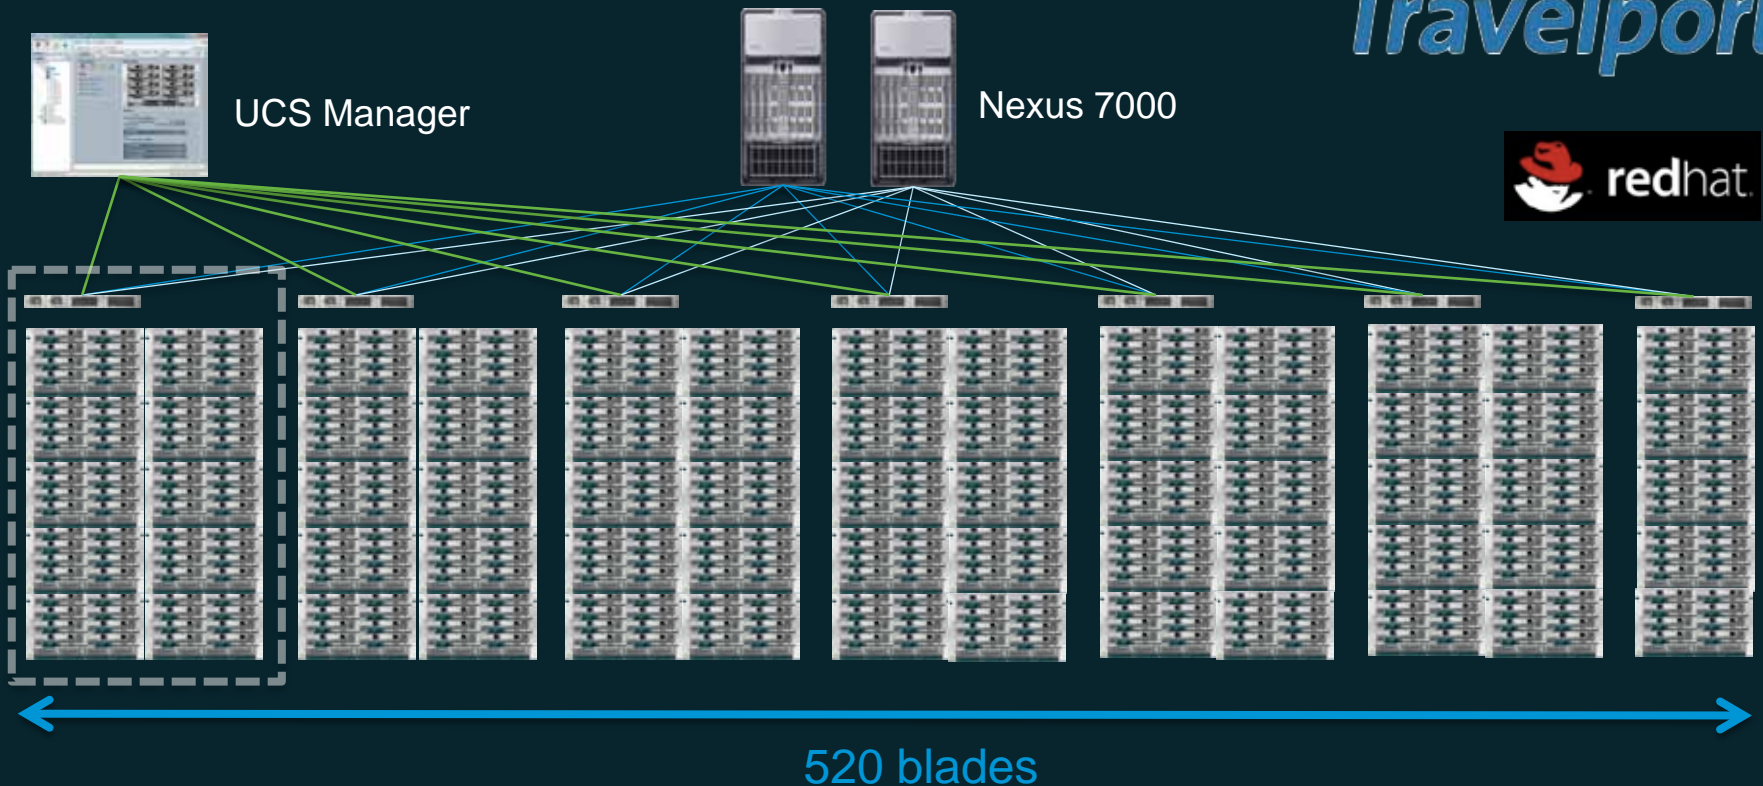 Travelport
UCS Manager
Nexus 7000
redhat.
520 blades